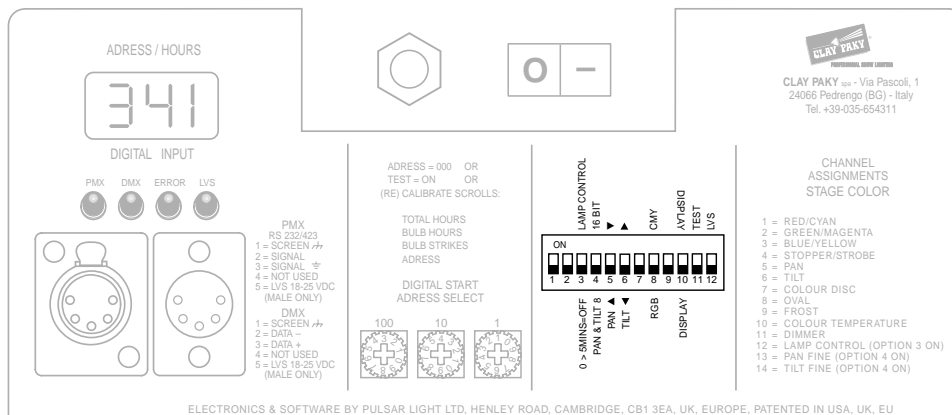 ADRESS / HOURS
341
DIGITAL INPUT
PMX DMX ERROR LVS
PMX
RS 232/423
1 = SCREEN
2 = SIGNAL
3 = SIGNAL
4 = NOT USED
5 = LVS 18-25 VDC
(MALE ONLY)
DMX
1 = SCREEN
2 = DATA –
3 = DATA +
4 = NOT USED
5 = LVS 18-25 VDC
(MALE ONLY)
O –
ADRESS = 000 OR
TEST = ON OR
(RE) CALIBRATE SCROLLS:
TOTAL HOURS
BULB HOURS
BULB STRIKES
ADRESS
DIGITAL START
ADRESS SELECT
100 10 1
LAMP CONTROL
16 BIT
▼
▲
CMY
DISPLAY
TEST
LVS
ON
1 2 3 4 5 6 7 8 9 10 11 12
0 > 5MINS=OFF
PAN & TILT 8
PAN ▲
TILT ◀
RGB
DISPLAY
CLAY PAKY
PROFESSIONAL SHOW LIGHTING
CLAY PAKY spa - Via Pascoli, 1
24066 Pedrengo (BG) - Italy
Tel. +39-035-654311
CHANNEL
ASSIGNMENTS
STAGE COLOR
1 = RED/CYAN
2 = GREEN/MAGENTA
3 = BLUE/YELLOW
4 = STOPPER/STROBE
5 = PAN
6 = TILT
7 = COLOUR DISC
8 = OVAL
9 = FROST
10 = COLOUR TEMPERATURE
11 = DIMMER
12 = LAMP CONTROL (OPTION 3 ON)
13 = PAN FINE (OPTION 4 ON)
14 = TILT FINE (OPTION 4 ON)
ELECTRONICS & SOFTWARE BY PULSAR LIGHT LTD, HENLEY ROAD, CAMBRIDGE, CB1 3EA, UK, EUROPE, PATENTED IN USA, UK, EU